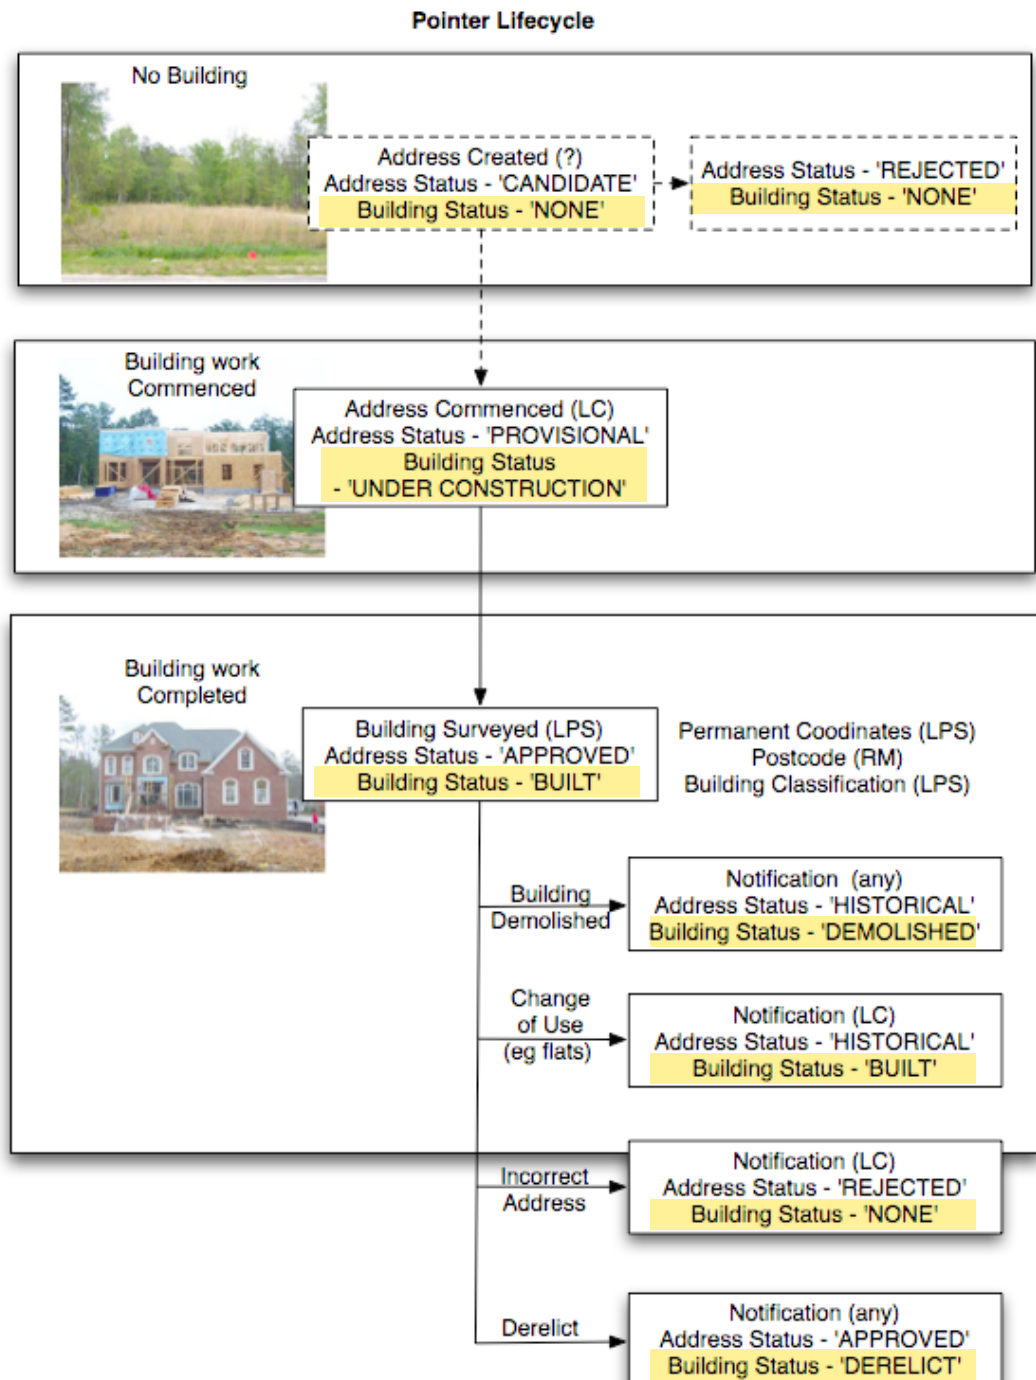 Pointer Lifecycle
No Building
Address Created (?)
Address Status - 'CANDIDATE'
Building Status - 'NONE'
Address Status - 'REJECTED'
Building Status - 'NONE'
Building work
Commenced
Address Commenced (LC)
Address Status - 'PROVISIONAL'
Building Status
- 'UNDER CONSTRUCTION'
Building work
Completed
Building Surveyed (LPS)
Address Status - 'APPROVED'
Building Status - 'BUILT'
Permanent Coodinates (LPS)
Postcode (RM)
Building Classification (LPS)
Building
Demolished
Notification (any)
Address Status - 'HISTORICAL'
Building Status - 'DEMOLISHED'
Change
of Use
(eg flats)
Notification (LC)
Address Status - 'HISTORICAL'
Building Status - 'BUILT'
Incorrect
Address
Notification (LC)
Address Status - 'REJECTED'
Building Status - 'NONE'
Derelict
Notification (any)
Address Status - 'APPROVED'
Building Status - 'DERELICT'